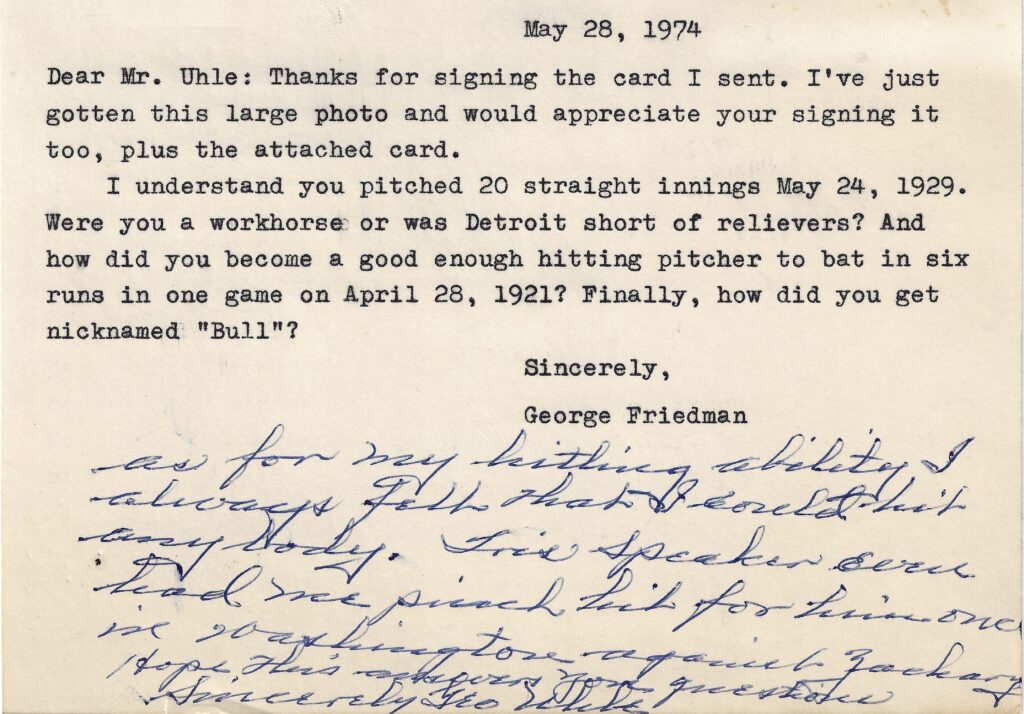 May 28, 1974
Dear Mr. Uhle: Thanks for signing the card I sent. I've just
gotten this large photo and would appreciate your signing it
too, plus the attached card.
I understand you pitched 20 straight innings May 24, 1929.
Were you a workhorse or was Detroit short of relievers? And
how did you become a good enough hitting pitcher to bat in six
runs in one game on April 28, 1921? Finally, how did you get
nicknamed "Bull"?
Sincerely,
George Friedman
as for my hitting ability I
always felt that I could hit
anybody. Tris Speaker even
had me pinch hit for him once
in Washington against Zachary
Hope this answers your question
Sincerely Geo Uhle